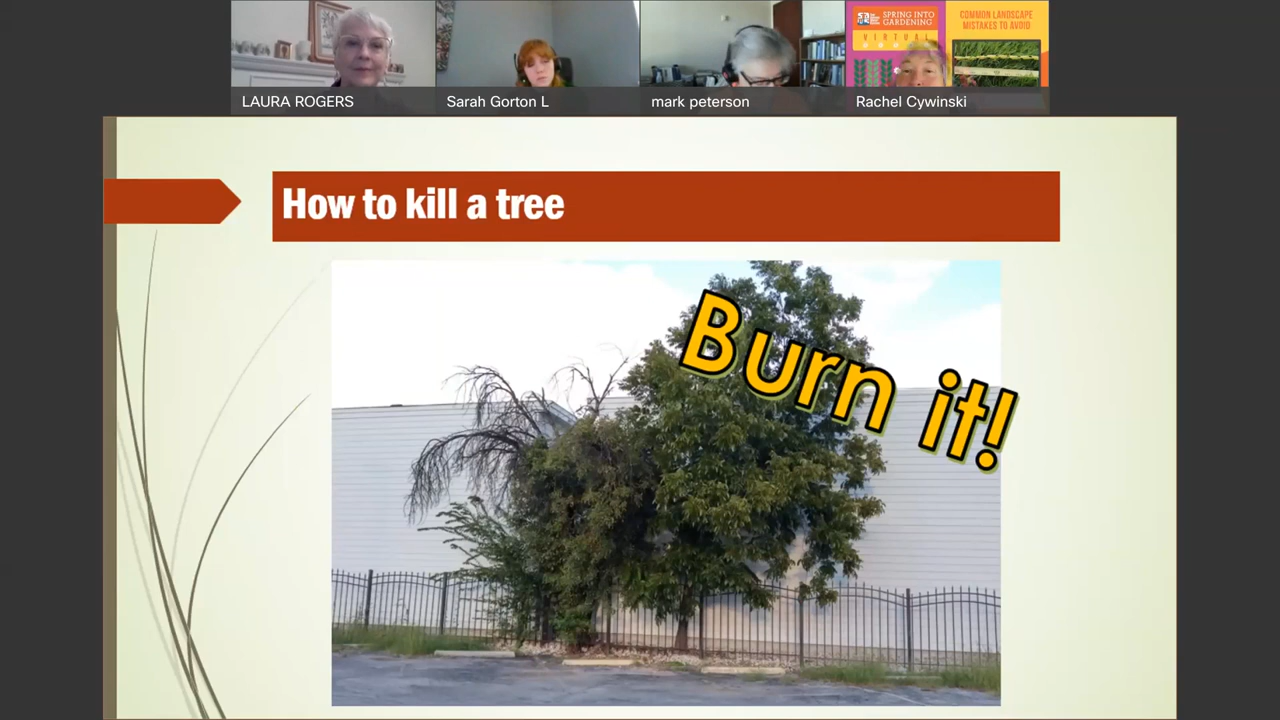 SPRING INTO
GARDENING
VIRTUAL
COMMON LANDSCAPE
MISTAKES TO AVOID
LAURA ROGERS
Sarah Gorton L
mark peterson
Rachel Cywinski
How to kill a tree
Burn it!